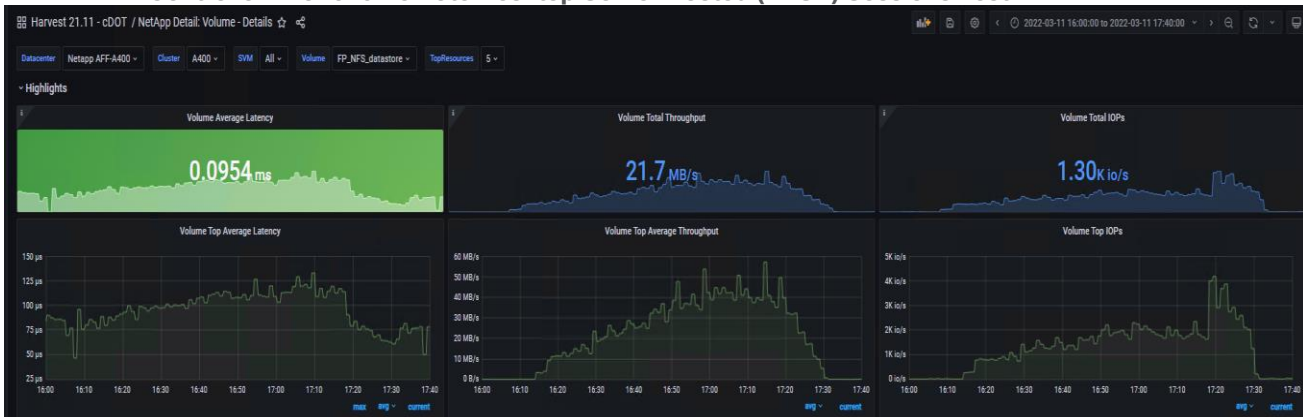 Harvest 21.11 - cDOT / NetApp Detail: Volume - Details
2022-03-11 16:00:00 to 2022-03-11 17:40:00
Datacenter Netapp AFF-A400 Cluster A400 SVM All Volume FP_NFS_datastore TopResources 5
Highlights
Volume Average Latency
0.0954 ms
Volume Total Throughput
21.7 MB/s
Volume Total IOPs
1.30K io/s
Volume Top Average Latency
150 µs
125 µs
100 µs
75 µs
50 µs
25 µs
16:00 16:10 16:20 16:30 16:40 16:50 17:00 17:10 17:20 17:30 17:40
max avg current
Volume Top Average Throughput
60 MB/s
50 MB/s
40 MB/s
30 MB/s
20 MB/s
10 MB/s
0 B/s
16:00 16:10 16:20 16:30 16:40 16:50 17:00 17:10 17:20 17:30 17:40
avg current
Volume Top IOPs
5K io/s
4K io/s
3K io/s
2K io/s
1K io/s
0 io/s
16:00 16:10 16:20 16:30 16:40 16:50 17:00 17:10 17:20 17:30 17:40
avg current